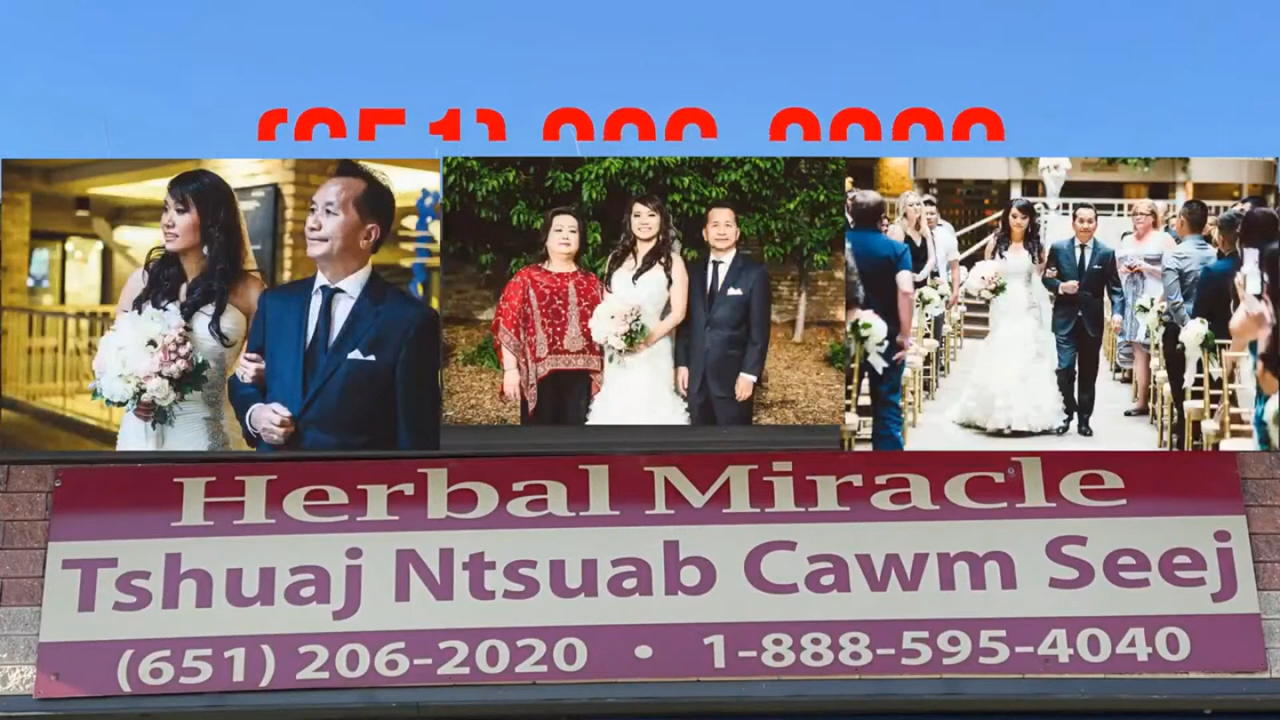 Herbal Miracle
Tshuaj Ntsuab Cawm Seej
(651) 206-2020 • 1-888-595-4040